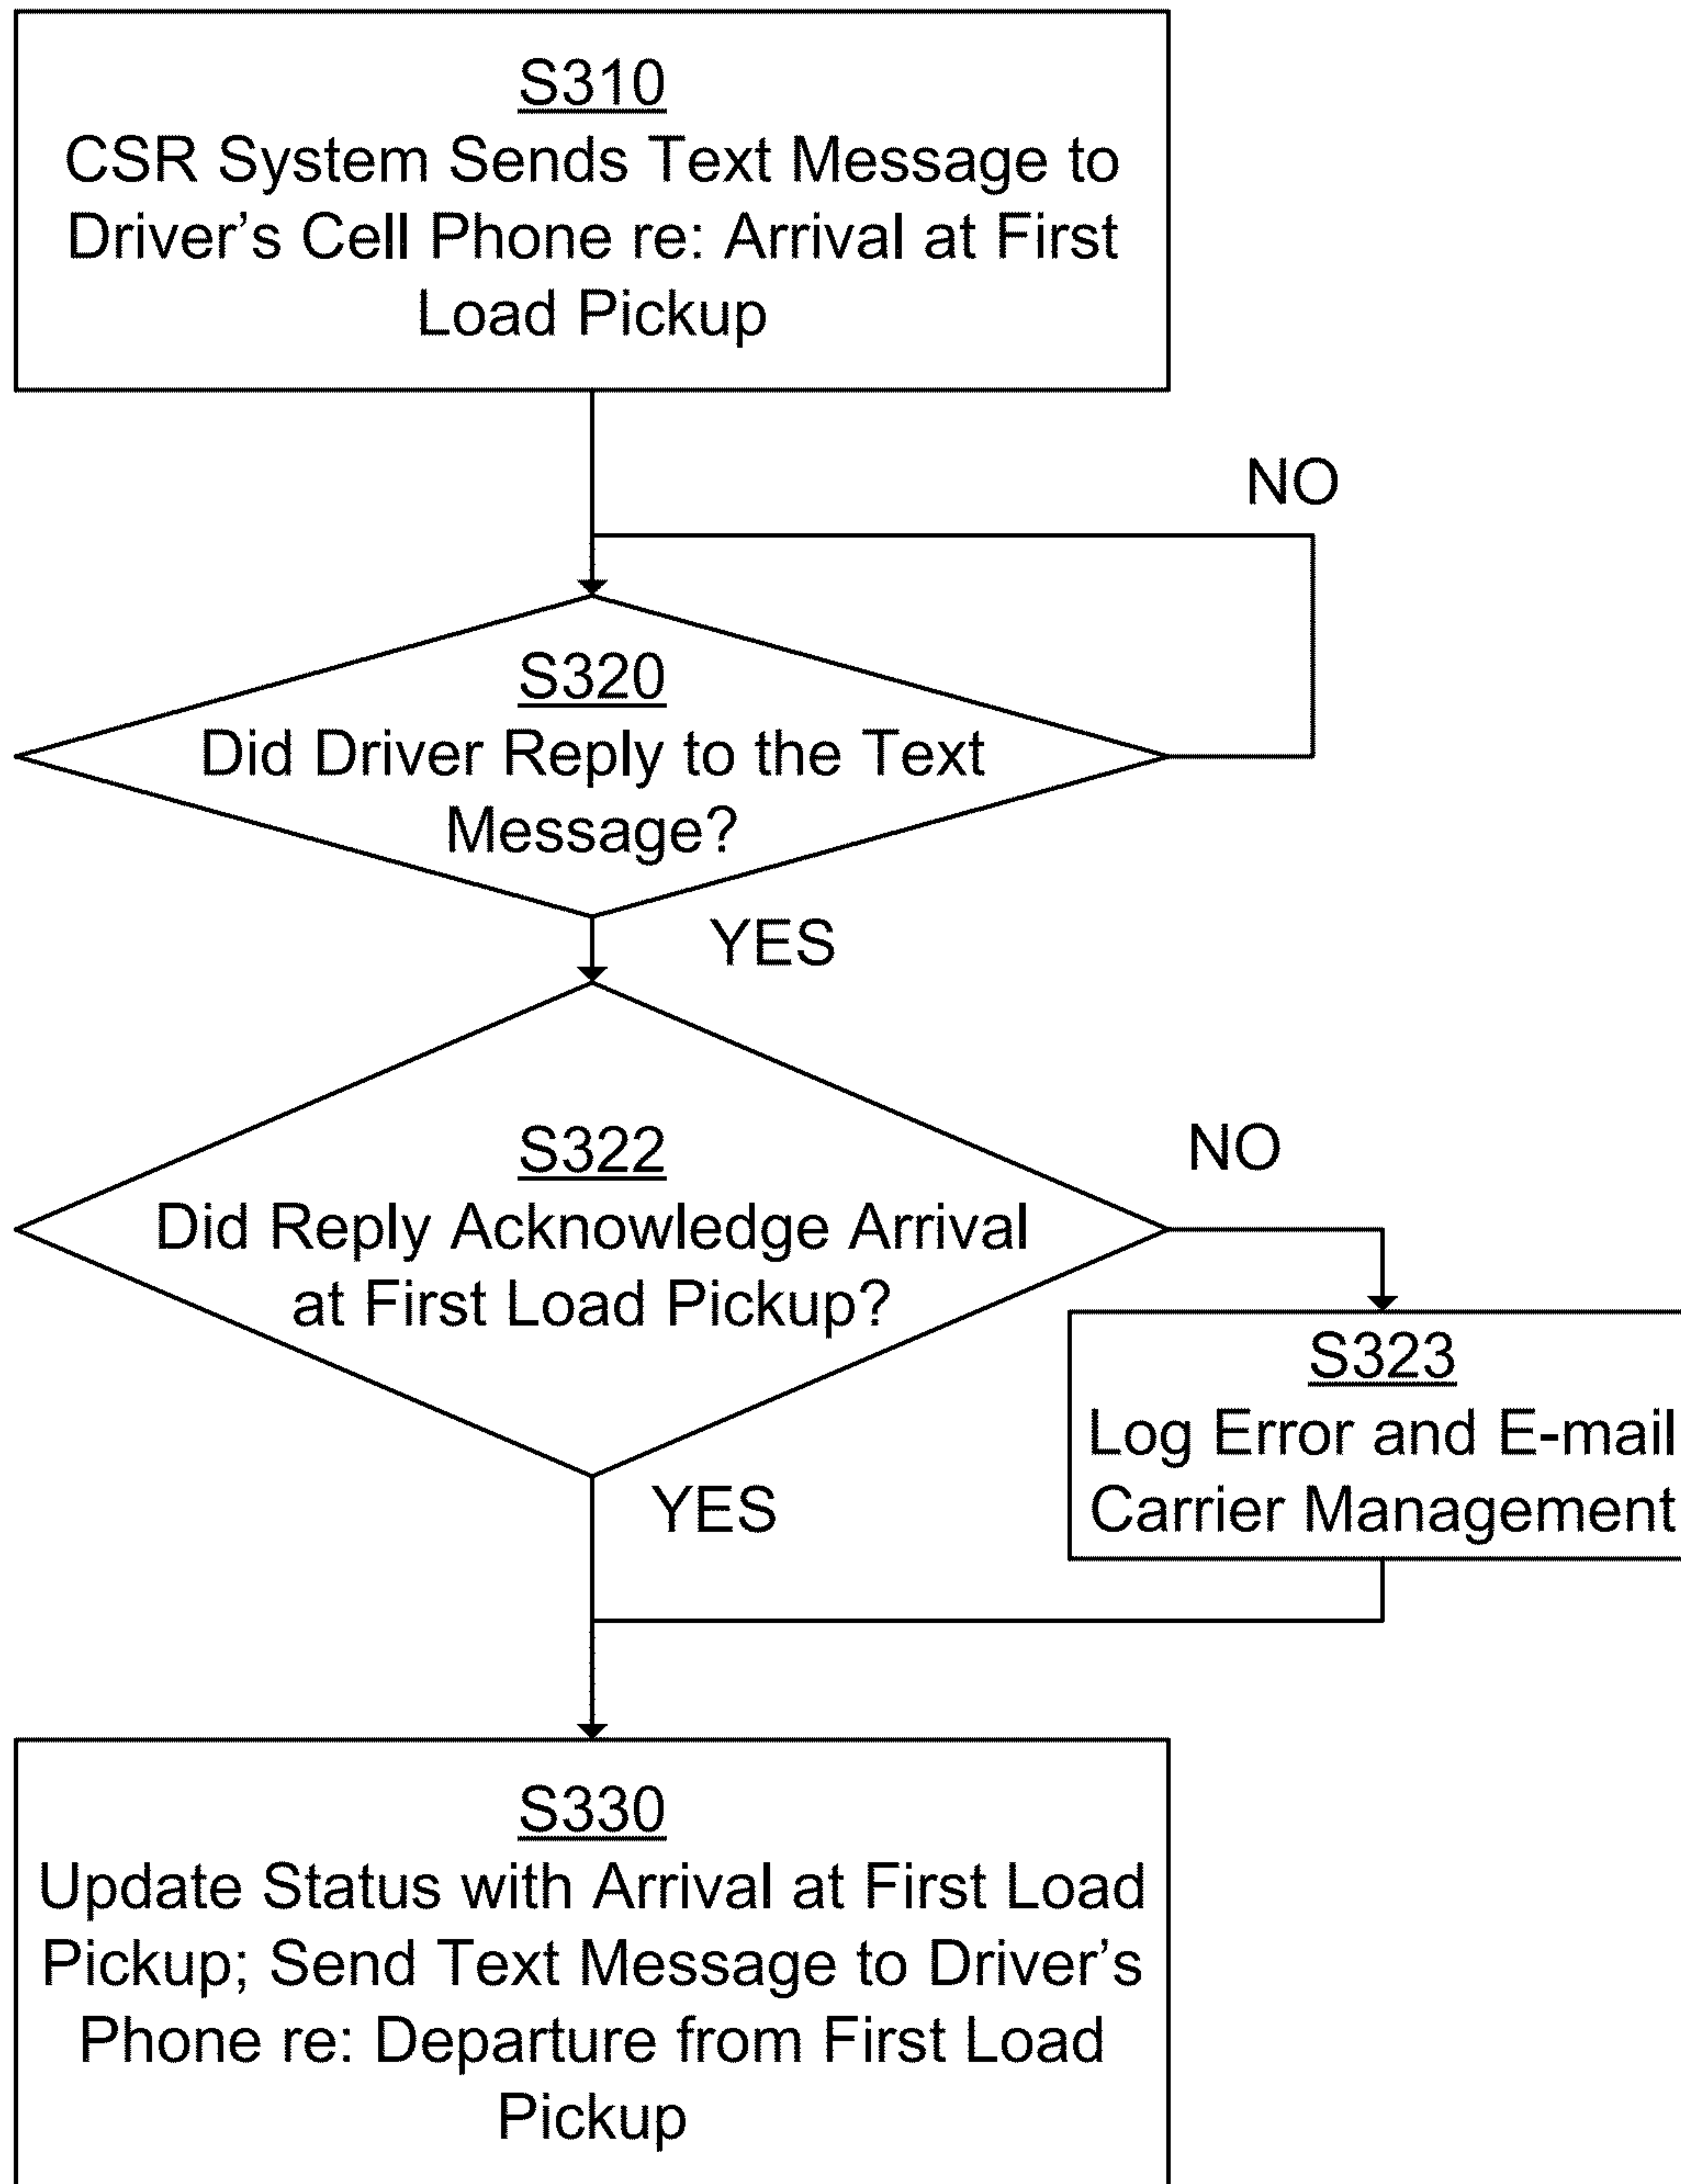 S310
CSR System Sends Text Message to
Driver's Cell Phone re: Arrival at First
Load Pickup
NO
S320
Did Driver Reply to the Text
Message?
YES
S322
Did Reply Acknowledge Arrival
at First Load Pickup?
NO
S323
Log Error and E-mail
Carrier Management
YES
S330
Update Status with Arrival at First Load
Pickup; Send Text Message to Driver's
Phone re: Departure from First Load
Pickup